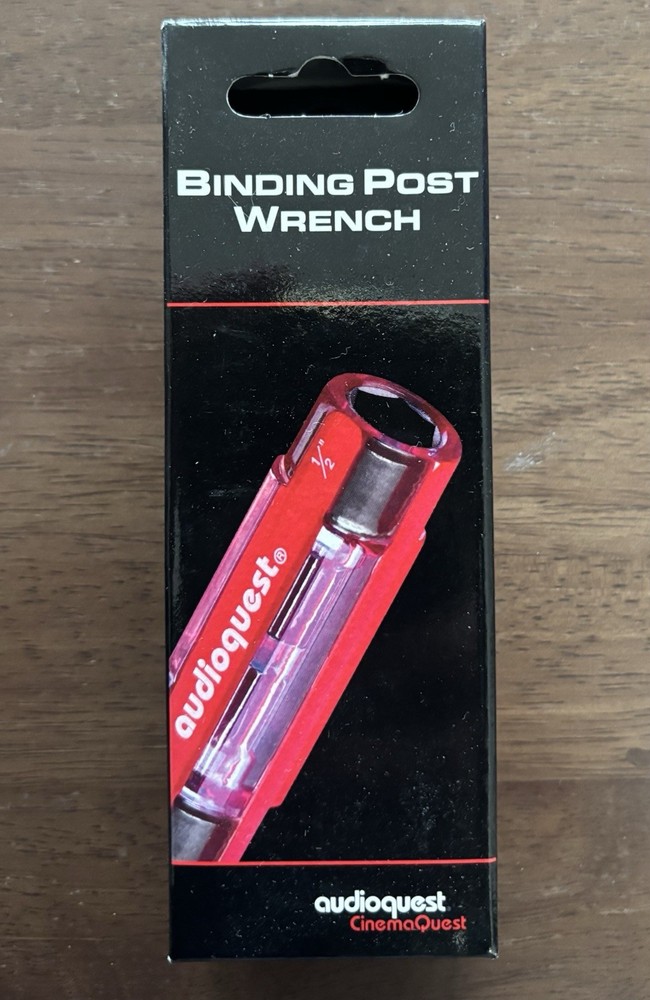 BINDING POST
WRENCH
1/2"
audioquest®
audioquest
CinemaQuest